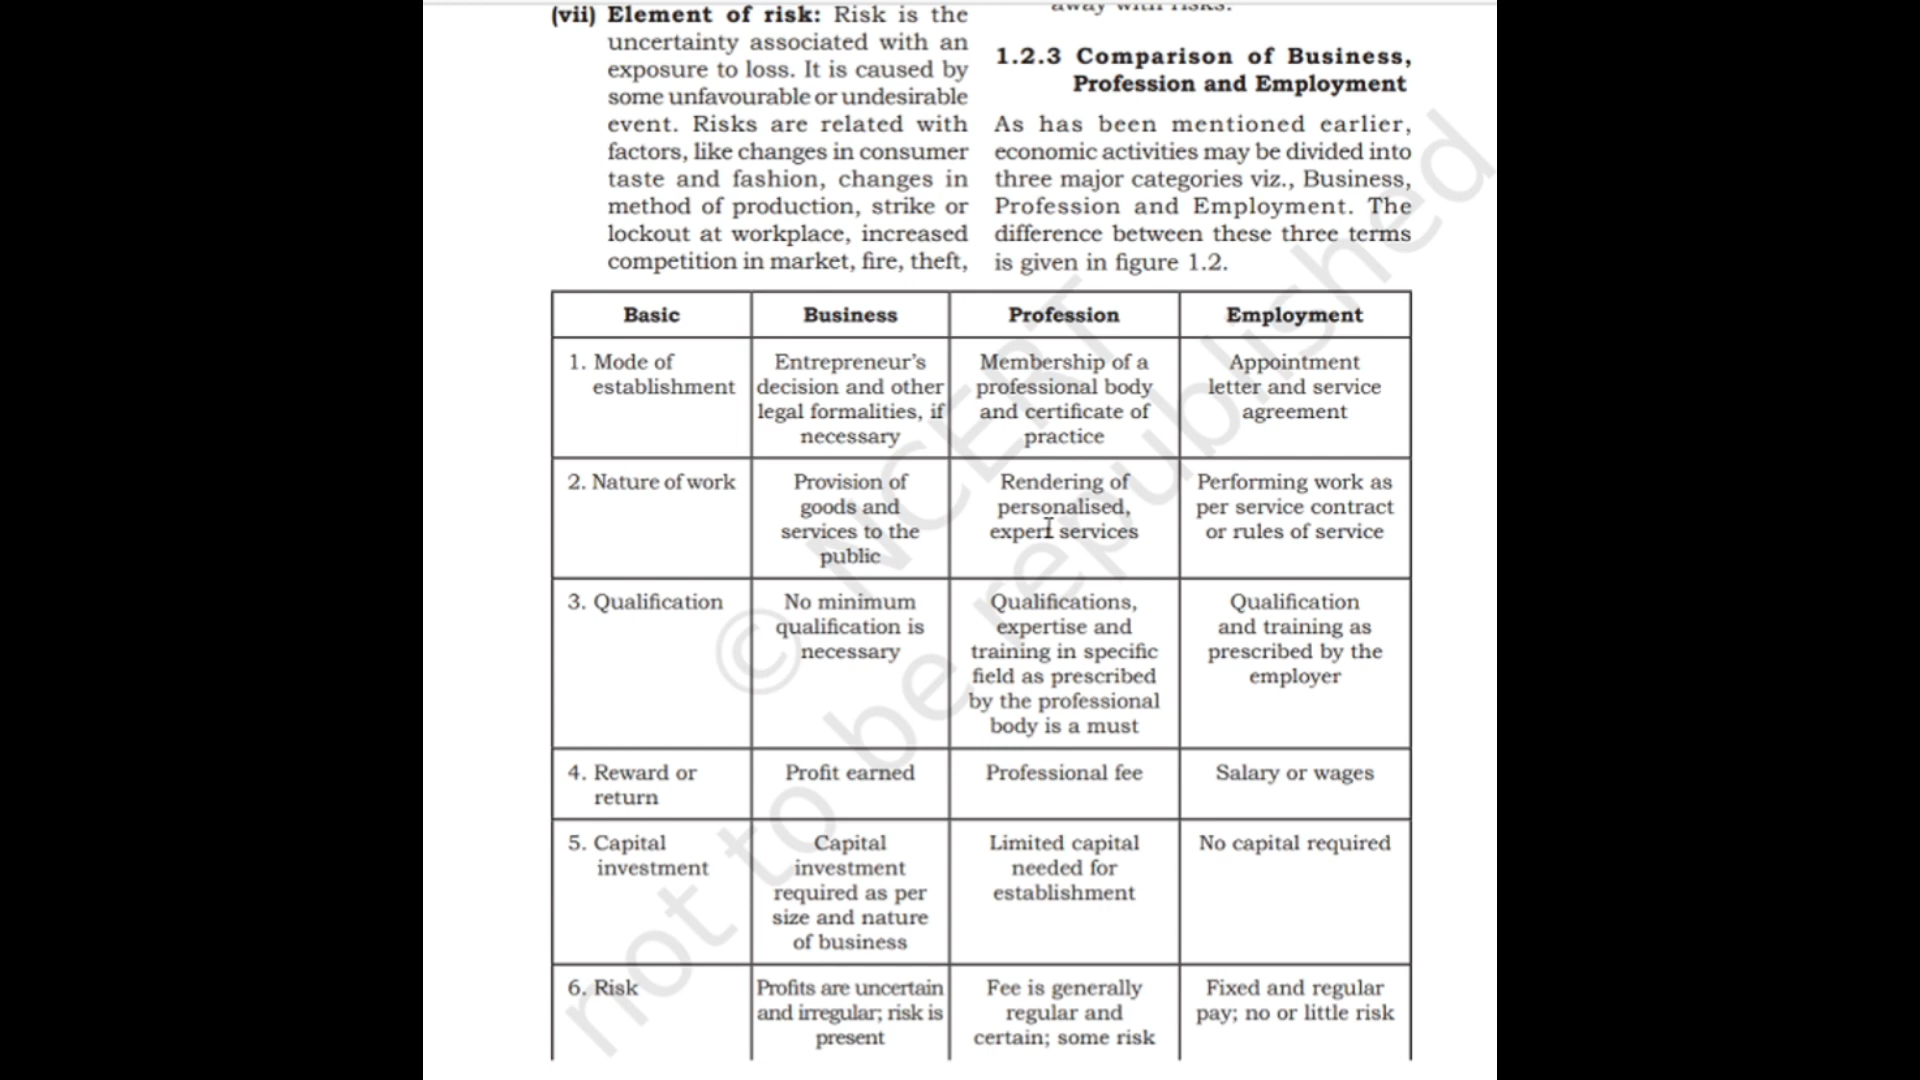 (vii) Element of risk: Risk is the
uncertainty associated with an
exposure to loss. It is caused by
some unfavourable or undesirable
event. Risks are related with
factors, like changes in consumer
taste and fashion, changes in
method of production, strike or
lockout at workplace, increased
competition in market, fire, theft,
away with risks.
1.2.3 Comparison of Business,
Profession and Employment
As has been mentioned earlier,
economic activities may be divided into
three major categories viz., Business,
Profession and Employment. The
difference between these three terms
is given in figure 1.2.
Basic
Business
Profession
Employment
1. Mode of
establishment
Entrepreneur's
decision and other
legal formalities, if
necessary
Membership of a
professional body
and certificate of
practice
Appointment
letter and service
agreement
2. Nature of work
Provision of
goods and
services to the
public
Rendering of
personalised,
expert services
Performing work as
per service contract
or rules of service
3. Qualification
No minimum
qualification is
necessary
Qualifications,
expertise and
training in specific
field as prescribed
by the professional
body is a must
Qualification
and training as
prescribed by the
employer
4. Reward or
return
Profit earned
Professional fee
Salary or wages
5. Capital
investment
Capital
investment
required as per
size and nature
of business
Limited capital
needed for
establishment
No capital required
6. Risk
Profits are uncertain
and irregular; risk is
present
Fee is generally
regular and
certain; some risk
Fixed and regular
pay; no or little risk
© NCERT
not to be republished